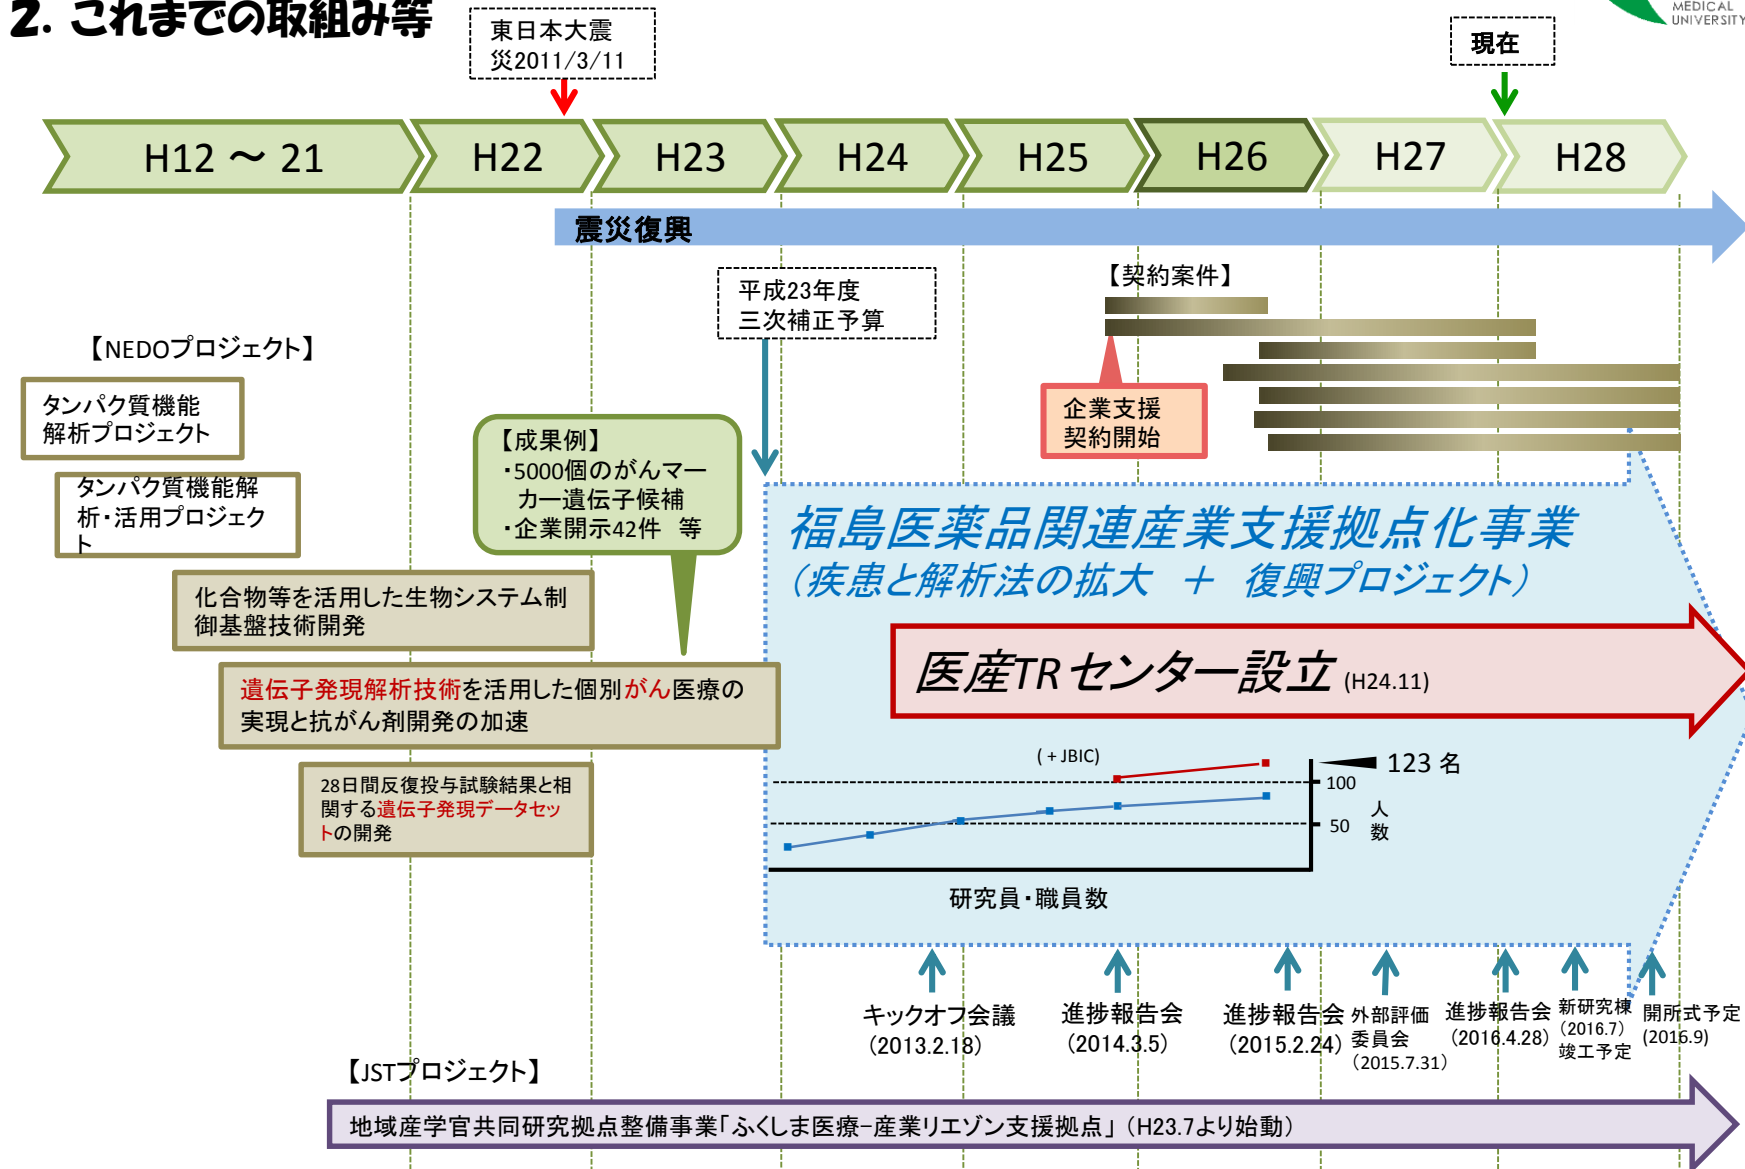 2. これまでの取組み等
MEDICAL
UNIVERSITY
東日本大震
災2011/3/11
現在
H12 ～ 21
H22
H23
H24
H25
H26
H27
H28
震災復興
平成23年度
三次補正予算
【契約案件】
企業支援
契約開始
【NEDOプロジェクト】
タンパク質機能
解析プロジェクト
タンパク質機能解
析・活用プロジェク
ト
【成果例】
・5000個のがんマー
カー遺伝子候補
・企業開示42件　等
化合物等を活用した生物システム制
御基盤技術開発
遺伝子発現解析技術を活用した個別がん医療の
実現と抗がん剤開発の加速
28日間反復投与試験結果と相
関する遺伝子発現データセッ
トの開発
福島医薬品関連産業支援拠点化事業
（疾患と解析法の拡大　＋　復興プロジェクト）
医産TRセンター設立 (H24.11)
(＋JBIC)
123 名
100
50
人
数
研究員・職員数
キックオフ会議
（2013.2.18）
進捗報告会
（2014.3.5）
進捗報告会
（2015.2.24）
外部評価
委員会
（2015.7.31）
進捗報告会
（2016.4.28）
新研究棟
（2016.7）
竣工予定
開所式予定
(2016.9)
【JSTプロジェクト】
地域産学官共同研究拠点整備事業「ふくしま医療-産業リエゾン支援拠点」（H23.7より始動）